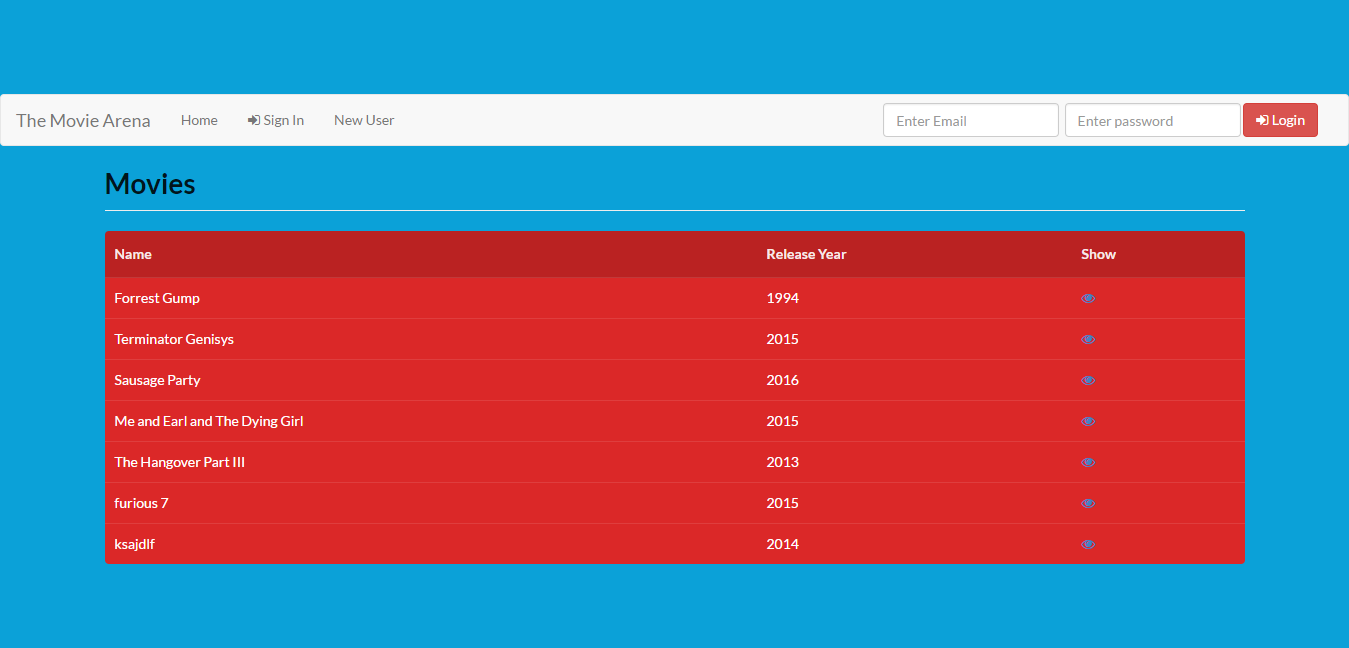 The Movie Arena Home Sign In New User Enter Email Enter password Login
Movies
Name Release Year Show
Forrest Gump 1994
Terminator Genisys 2015
Sausage Party 2016
Me and Earl and The Dying Girl 2015
The Hangover Part III 2013
furious 7 2015
ksajdlf 2014